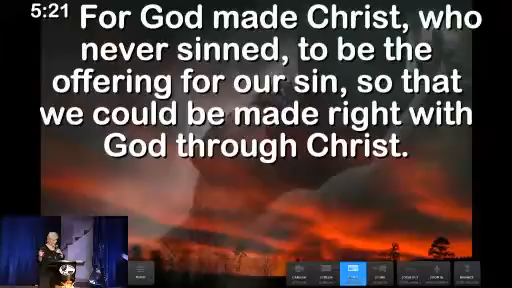 5:21 For God made Christ, who
never sinned, to be the
offering for our sin, so that
we could be made right with
God through Christ.